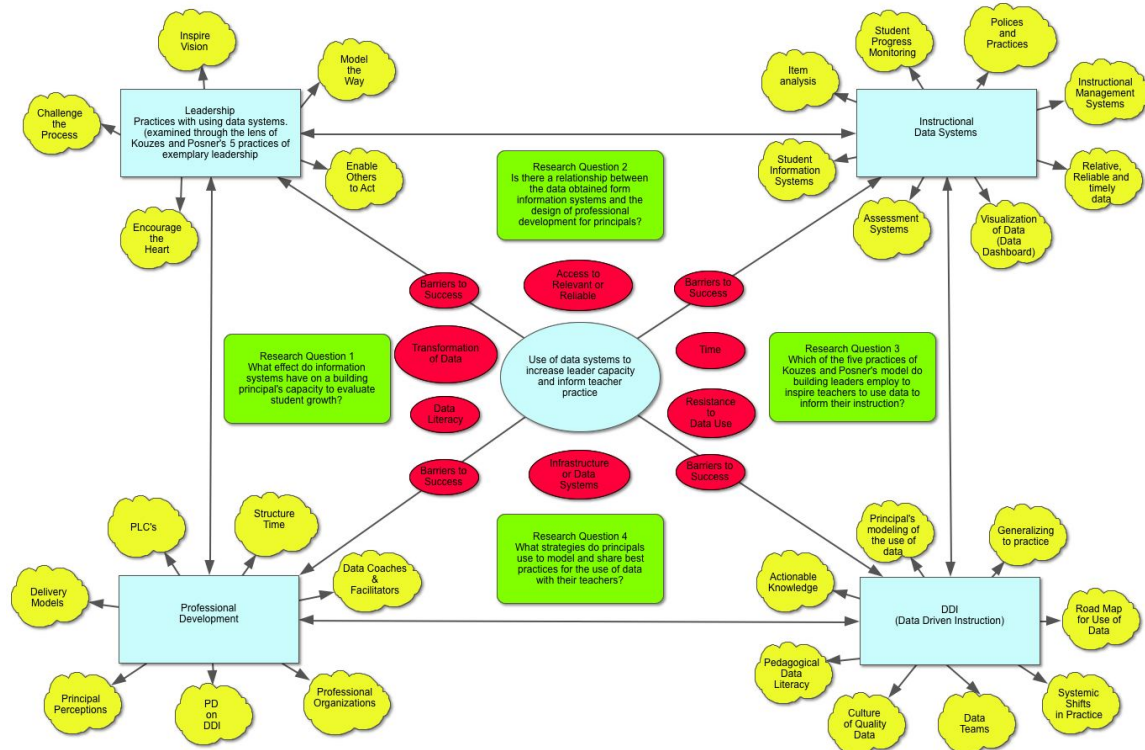 Inspire
Vision
Model
the
Way
Challenge
the
Process
Leadership
Practices with using data systems.
(examined through the lens of
Kouzes and Posner's 5 practices of
exemplary leadership
Enable
Others
to Act
Encourage
the
Heart
Student
Progress
Monitoring
Polices
and
Practices
Item
analysis
Instructional
Management
Systems
Instructional
Data Systems
Student
Information
Systems
Relative,
Reliable and
timely
data
Assessment
Systems
Visualization
of Data
(Data
Dashboard)
Research Question 2
Is there a relationship between
the data obtained form
information systems and the
design of professional
development for principals?
Barriers to
Success
Access to
Relevant or
Reliable
Barriers to
Success
Research Question 1
What effect do information
systems have on a building
principal's capacity to evaluate
student growth?
Transformation
of Data
Data
Literacy
Use of data systems to
increase leader capacity
and inform teacher
practice
Time
Resistance
to
Data Use
Research Question 3
Which of the five practices of
Kouzes and Posner's model do
building leaders employ to
inspire teachers to use data to
inform their instruction?
Barriers to
Success
Infrastructure
or Data
Systems
Barriers to
Success
Research Question 4
What strategies do principals
use to model and share best
practices for the use of data
with their teachers?
PLC's
Structure
Time
Delivery
Models
Data Coaches
&
Facilitators
Professional
Development
Principal
Perceptions
PD
on
DDI
Professional
Organizations
Principal's
modeling of
the use of
data
Generalizing
to practice
Actionable
Knowledge
DDI
(Data Driven Instruction)
Road Map
for Use of
Data
Pedagogical
Data
Literacy
Culture
of Quality
Data
Data
Teams
Systemic
Shifts
in Practice